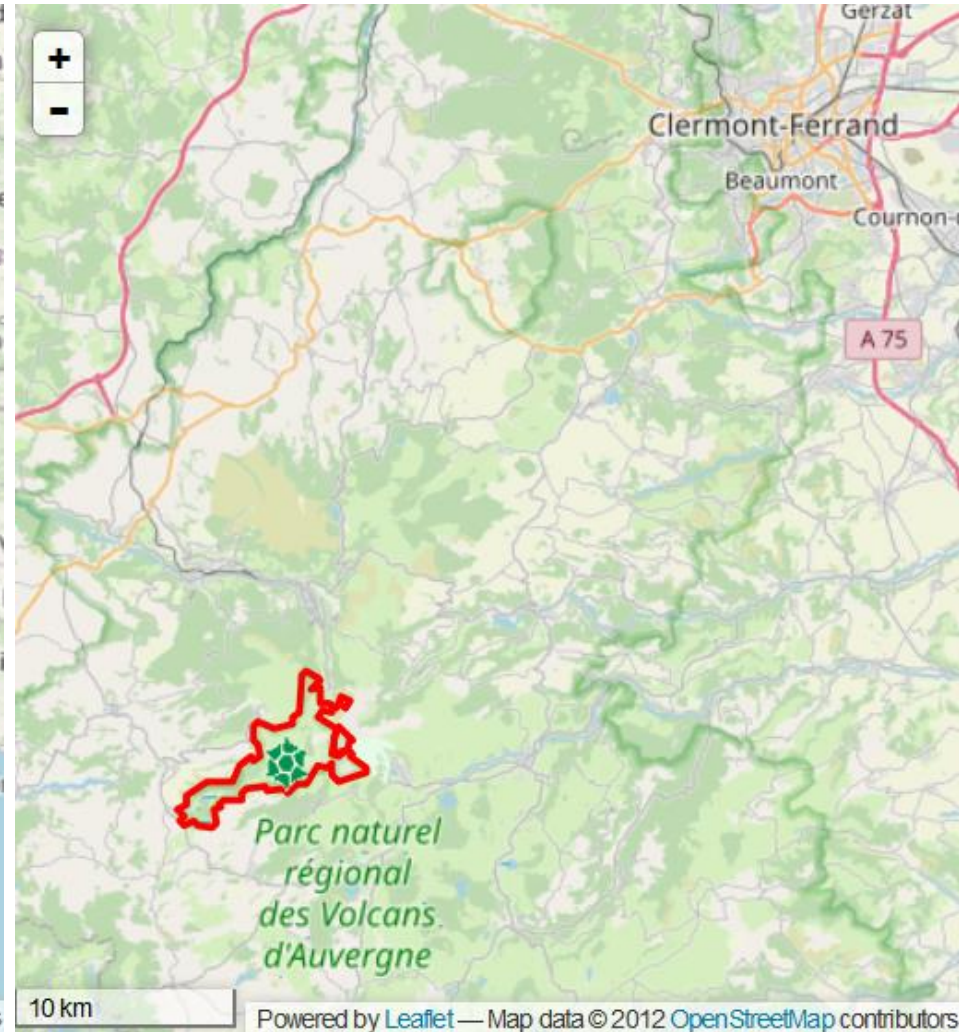 +
-
Gerzat
Clermont-Ferrand
Beaumont
Cournon-
A 75
Parc naturel
régional
des Volcans
d'Auvergne
10 km
Powered by Leaflet — Map data © 2012 OpenStreetMap contributors